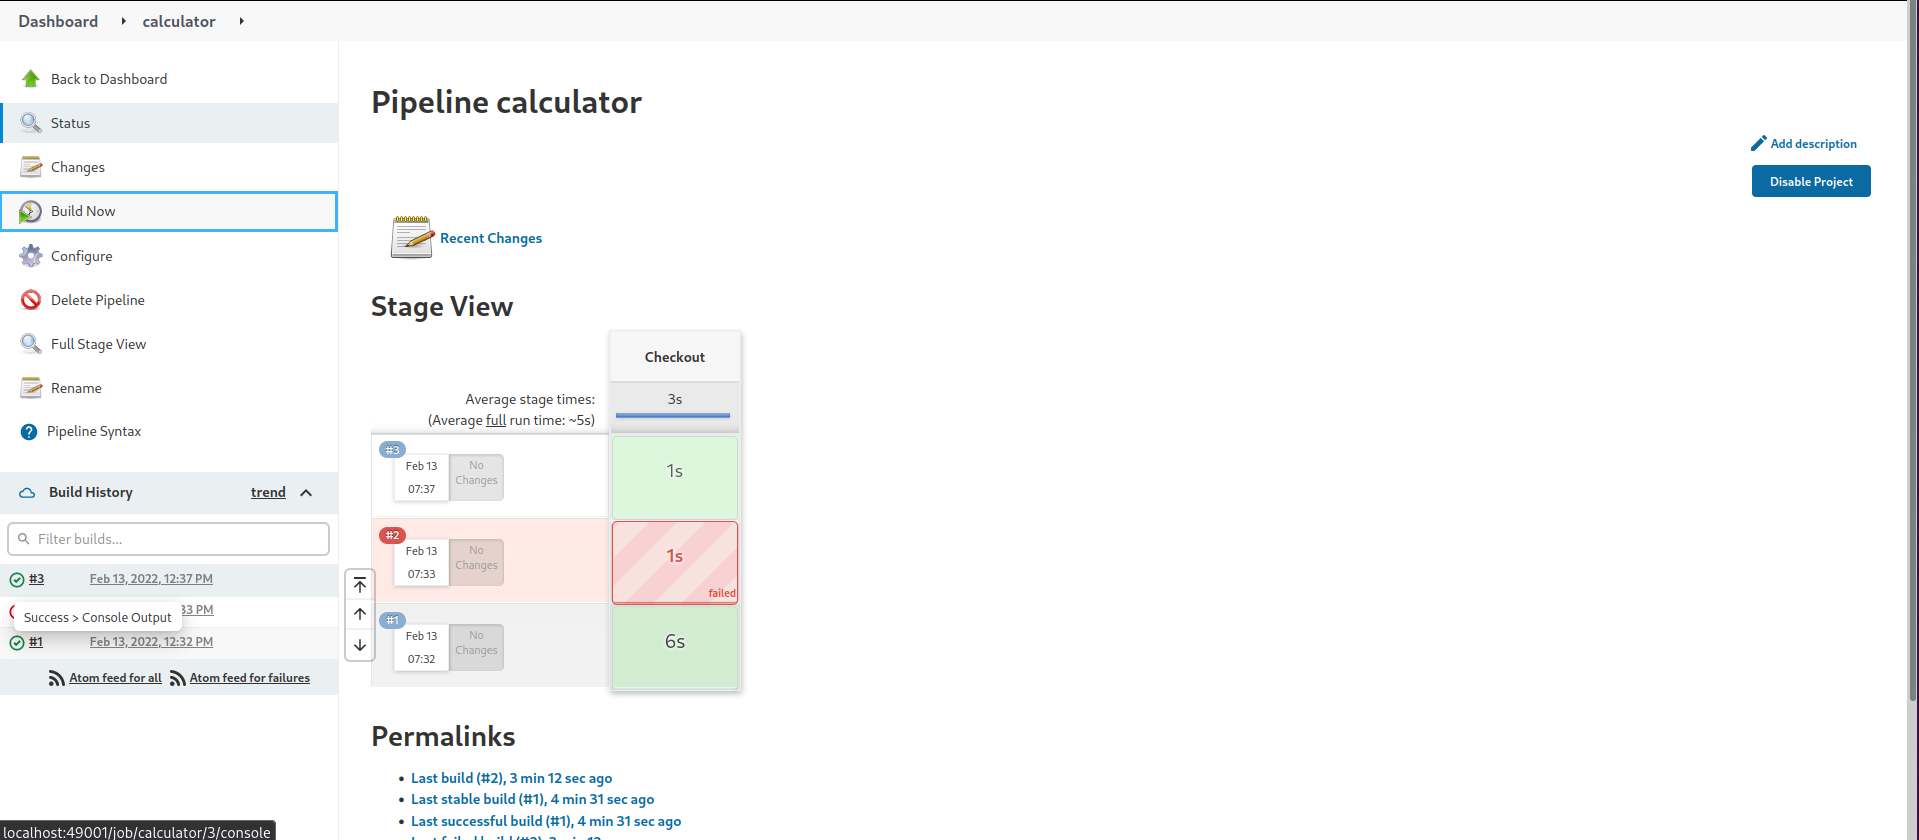 Dashboard
calculator
Back to Dashboard
Status
Changes
Build Now
Configure
Delete Pipeline
Full Stage View
Rename
Pipeline Syntax
Build History
trend
Filter builds...
#3
Feb 13, 2022, 12:37 PM
33 PM
Success > Console Output
#1
Feb 13, 2022, 12:32 PM
Atom feed for all
Atom feed for failures
localhost:49001/job/calculator/3/console
Pipeline calculator
Add description
Disable Project
Recent Changes
Stage View
Checkout
Average stage times:
3s
(Average full run time: ~5s)
#3
Feb 13
07:37
No
Changes
1s
#2
Feb 13
07:33
No
Changes
1s
failed
#1
Feb 13
07:32
No
Changes
6s
Permalinks
Last build (#2), 3 min 12 sec ago
Last stable build (#1), 4 min 31 sec ago
Last successful build (#1), 4 min 31 sec ago